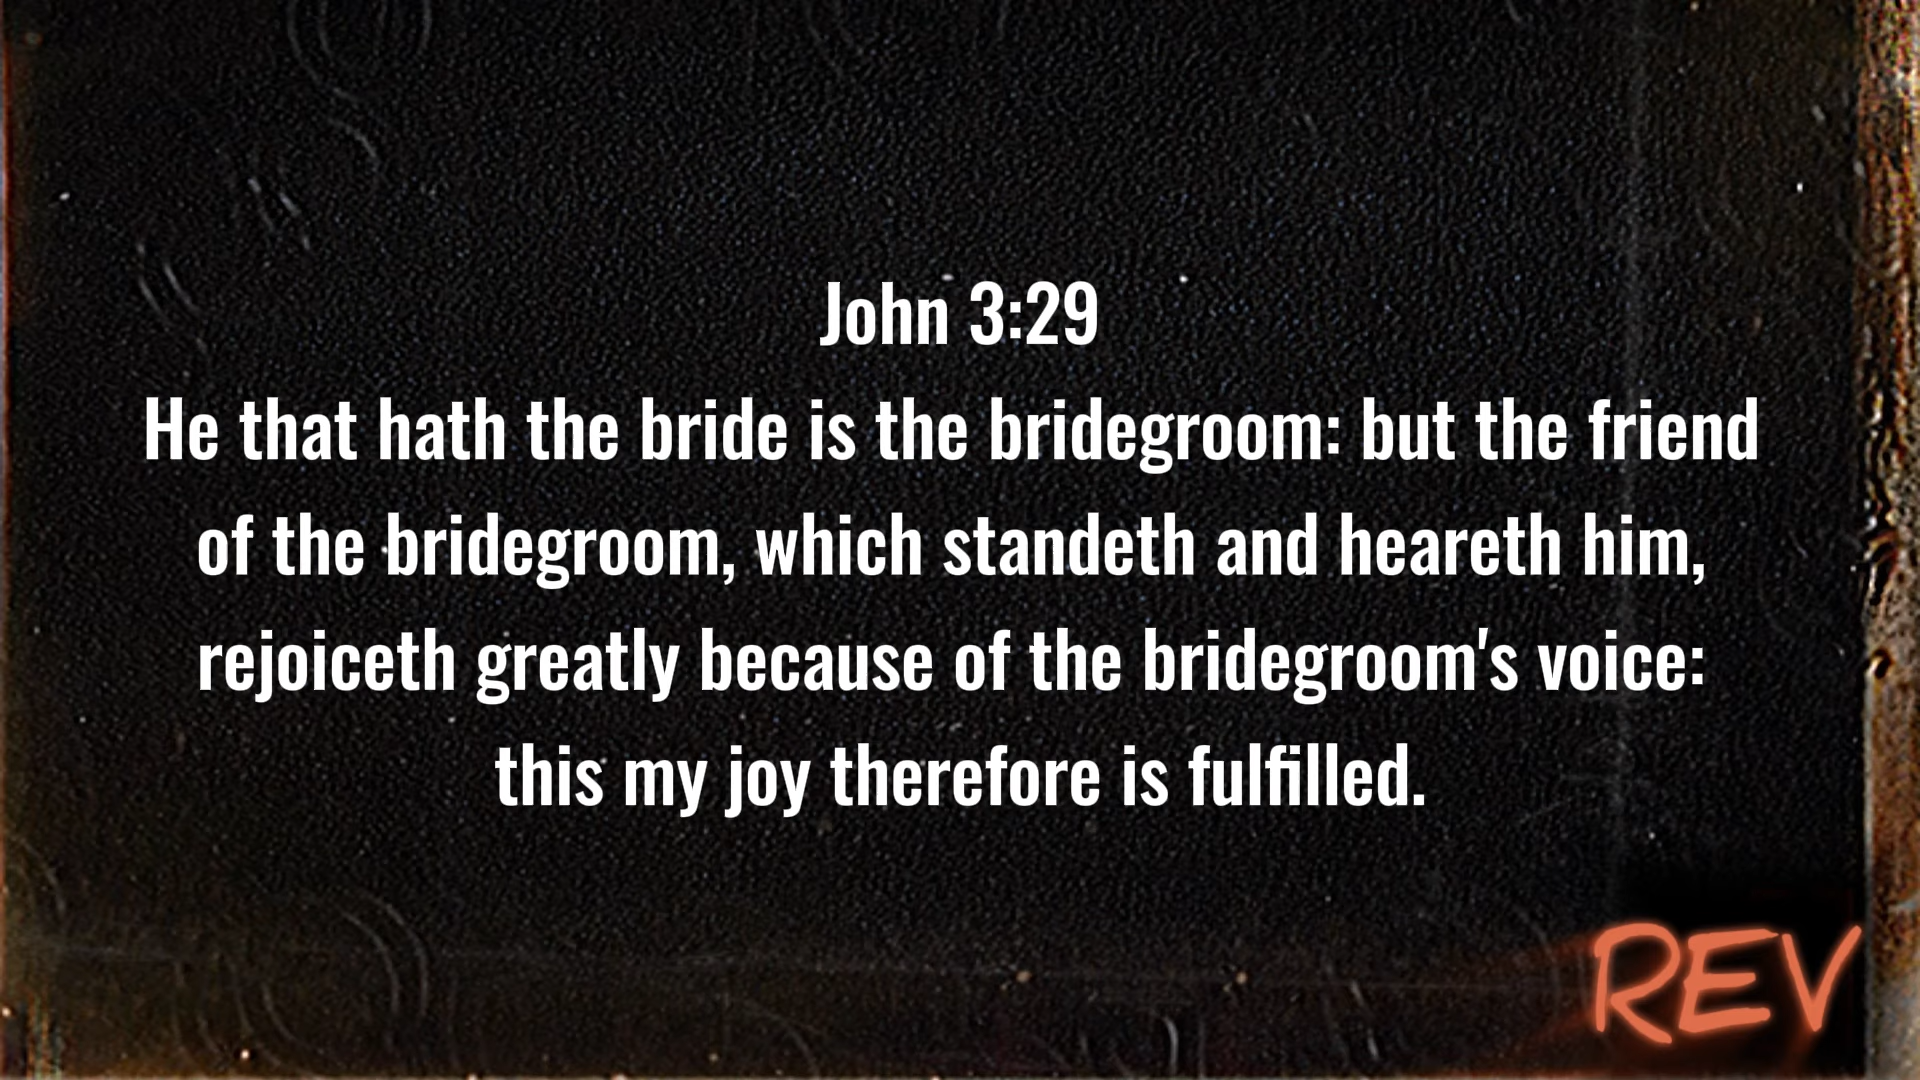 John 3:29
He that hath the bride is the bridegroom: but the friend
of the bridegroom, which standeth and heareth him,
rejoiceth greatly because of the bridegroom's voice:
this my joy therefore is fulfilled.
REV